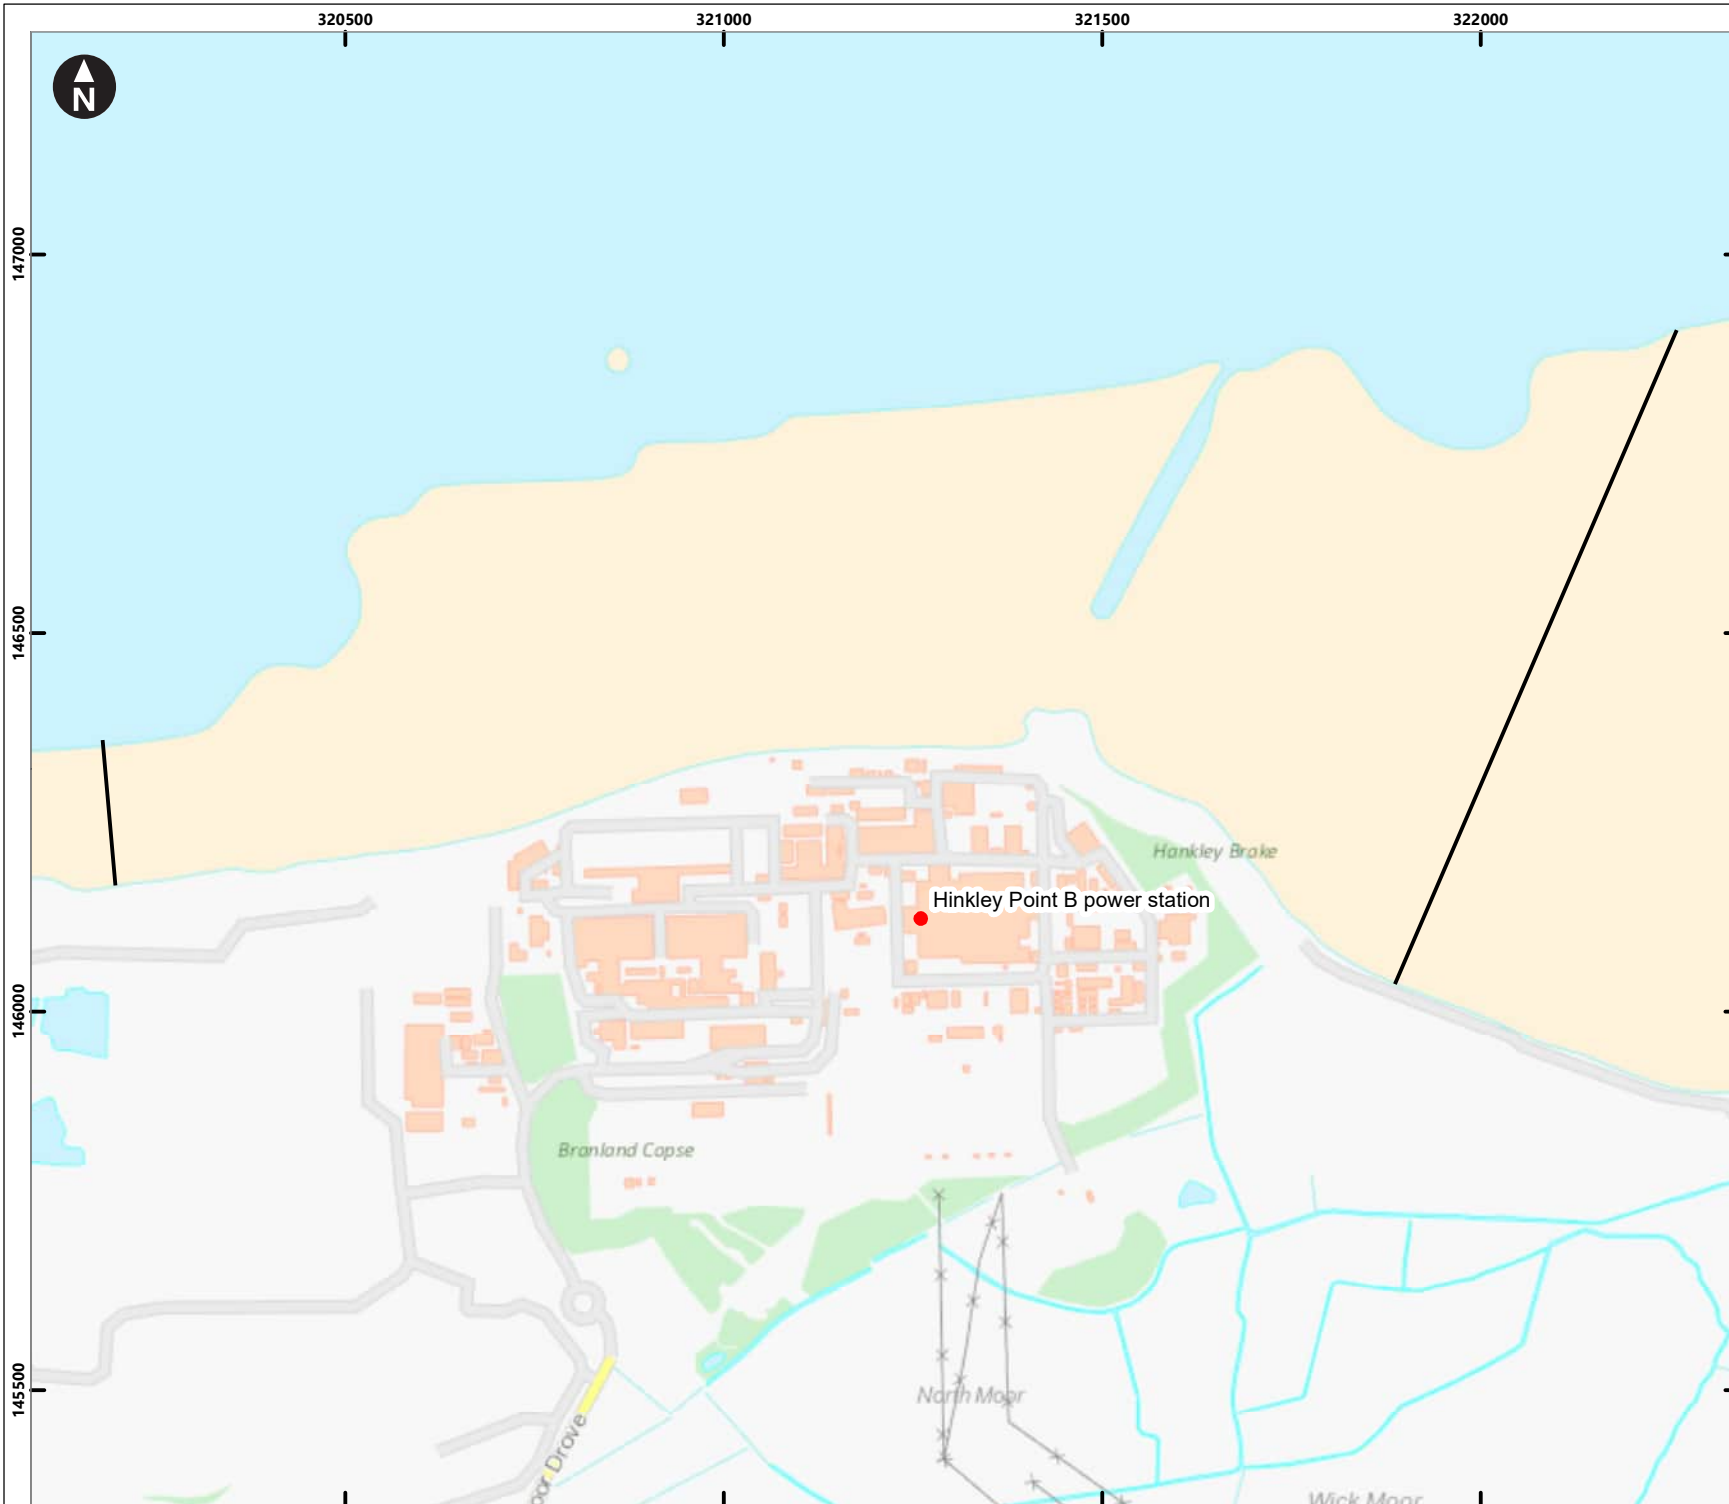 320500 321000 321500 322000
N
147000
146500
Hankley Brake
Hinkley Point B power station
146000
Branland Copse
145500
North Moor
oor Drove
Wick Moor